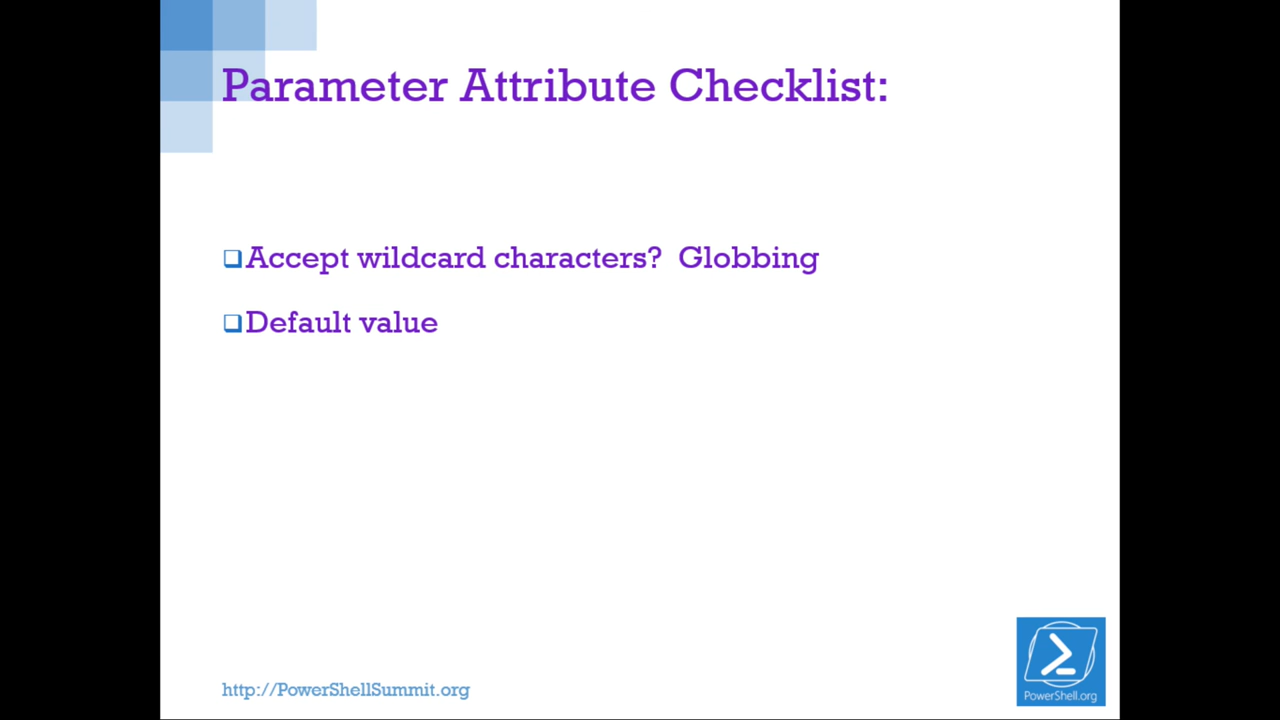 Parameter Attribute Checklist:
Accept wildcard characters?  Globbing
Default value
http://PowerShellSummit.org
PowerShell.org